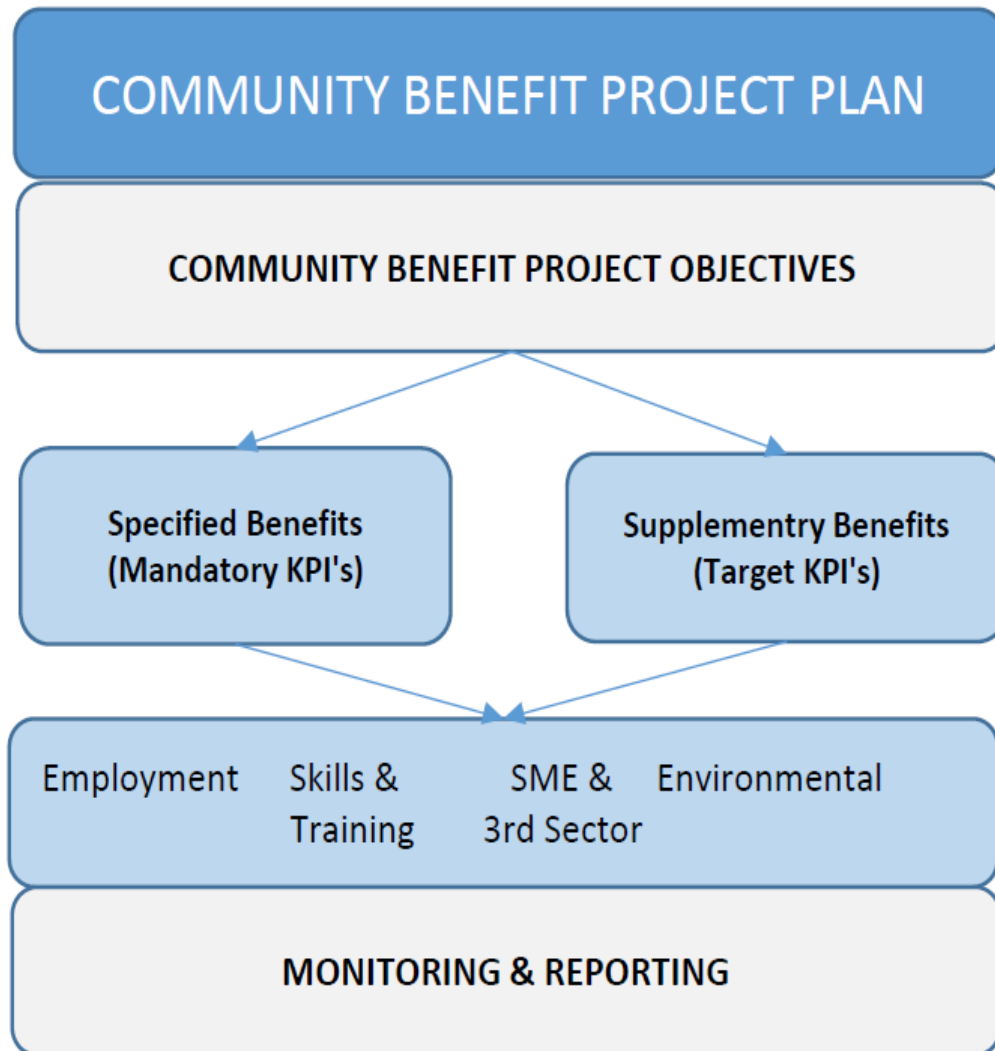 COMMUNITY BENEFIT PROJECT PLAN
COMMUNITY BENEFIT PROJECT OBJECTIVES
Specified Benefits
(Mandatory KPI's)
Supplementry Benefits
(Target KPI's)
Employment Skills & SME & Environmental
Training 3rd Sector
MONITORING & REPORTING